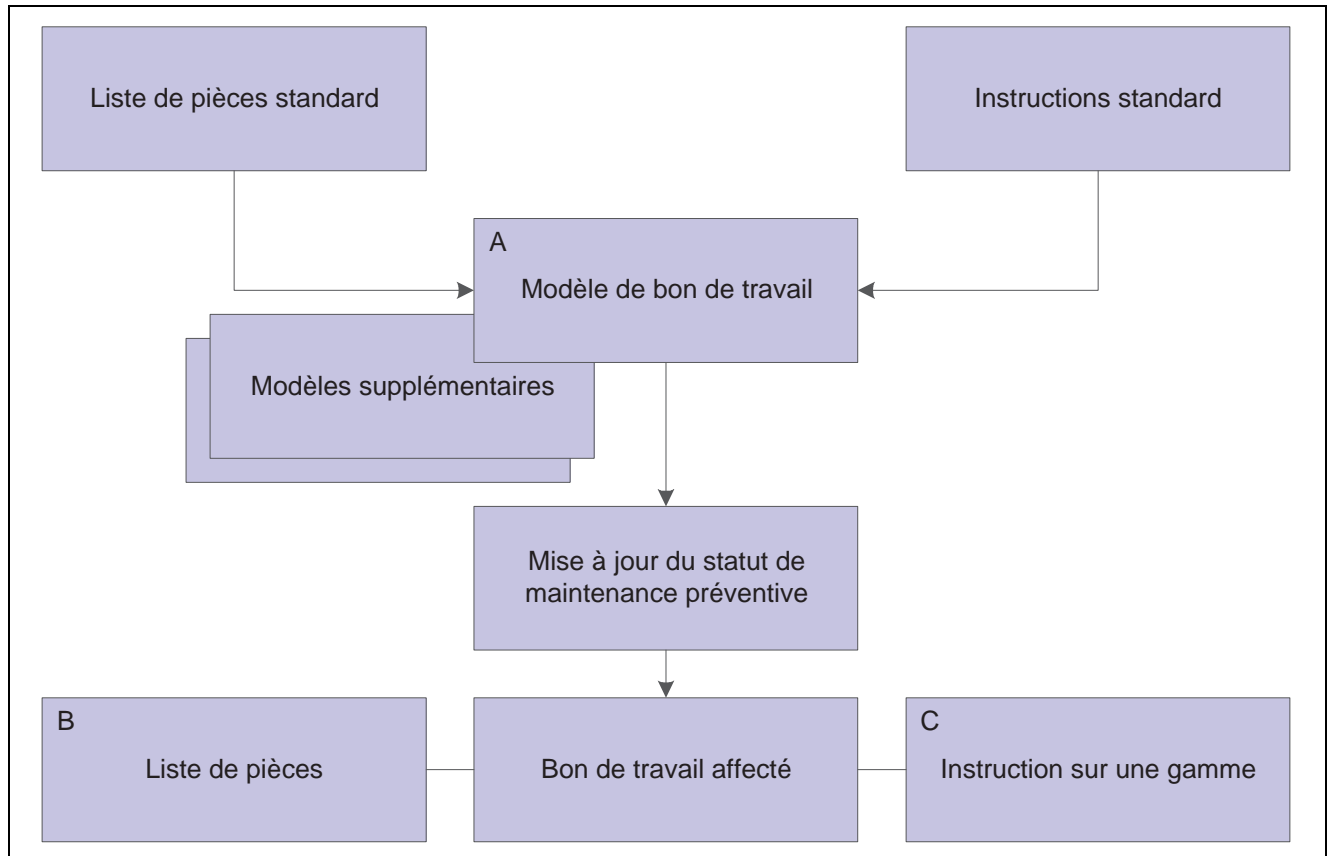 Liste de pièces standard
Instructions standard
A
Modèle de bon de travail
Modèles supplémentaires
Mise à jour du statut de
maintenance préventive
B
Liste de pièces
Bon de travail affecté
C
Instruction sur une gamme